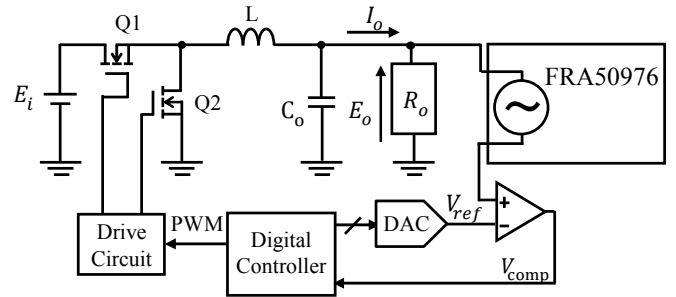 Q1
L
I_o
FRA50976
E_i
Q2
C_o
E_o
R_o
+
−
V_ref
DAC
PWM
Drive
Circuit
Digital
Controller
V_comp